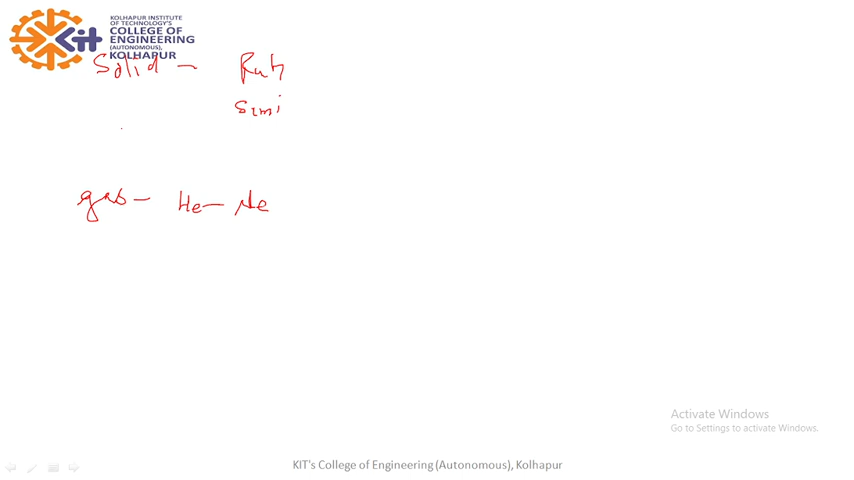 KOLHAPUR INSTITUTE
OF TECHNOLOGY'S
COLLEGE OF
ENGINEERING
(AUTONOMOUS),
KOLHAPUR
Kit
Solid -
Semi
gas - He - Ne
Activate Windows
Go to Settings to activate Windows.
KIT's College of Engineering (Autonomous), Kolhapur